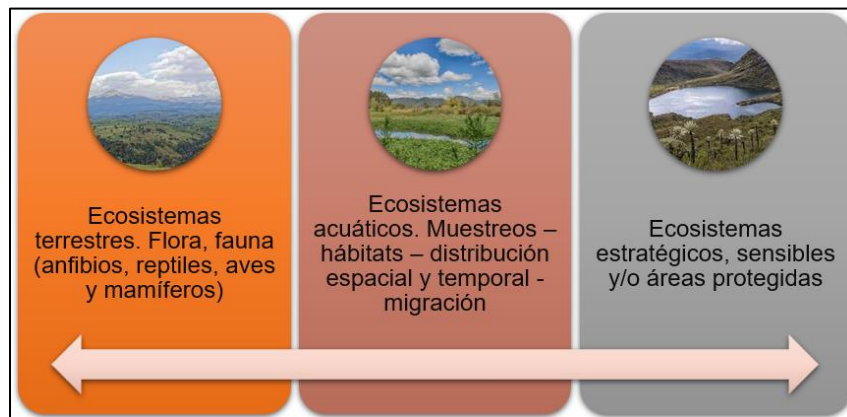 Ecosistemas
terrestres. Flora, fauna
(anfibios, reptiles, aves
y mamíferos)
Ecosistemas
acuáticos. Muestreos –
hábitats – distribución
espacial y temporal -
migración
Ecosistemas
estratégicos, sensibles
y/o áreas protegidas